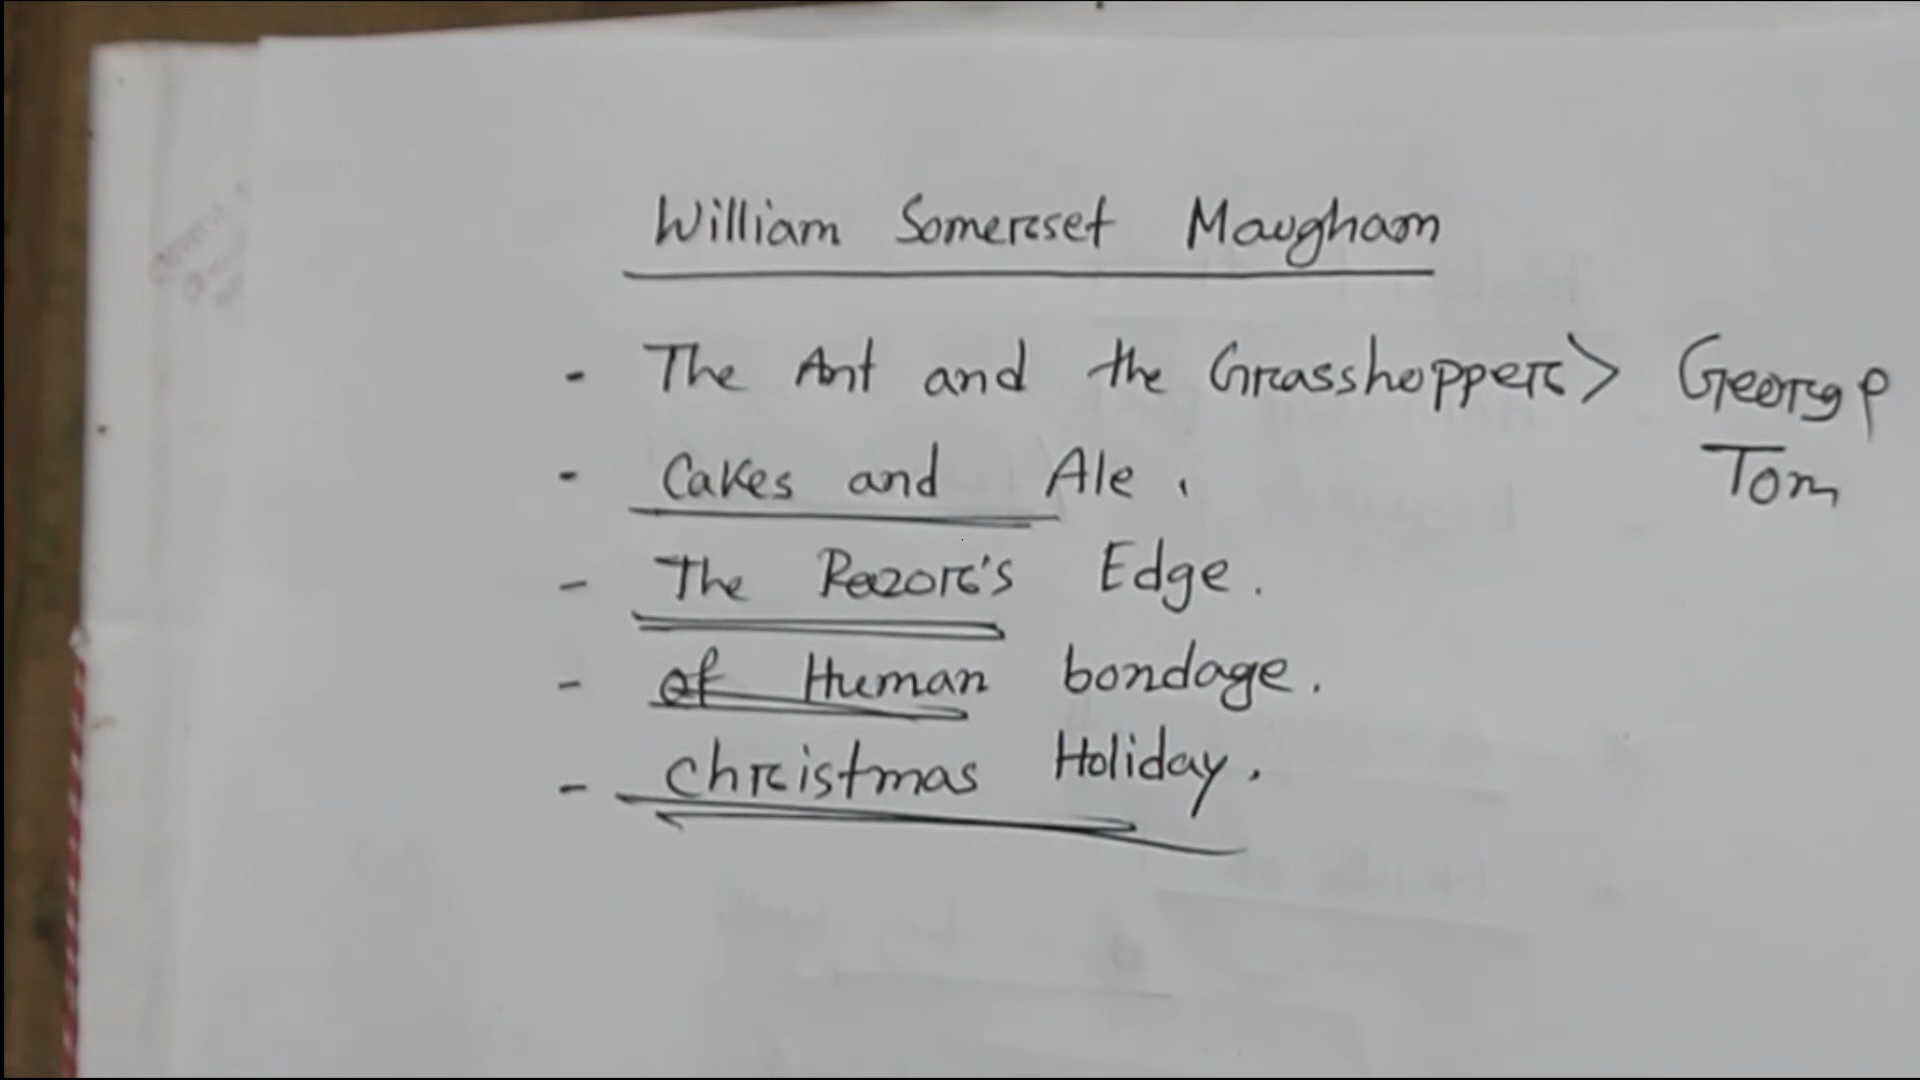 William Somerset Maugham
- The Ant and the Grasshopper > George
Tom
- Cakes and Ale.
- The Razor's Edge.
- of Human bondage.
- Christmas Holiday.